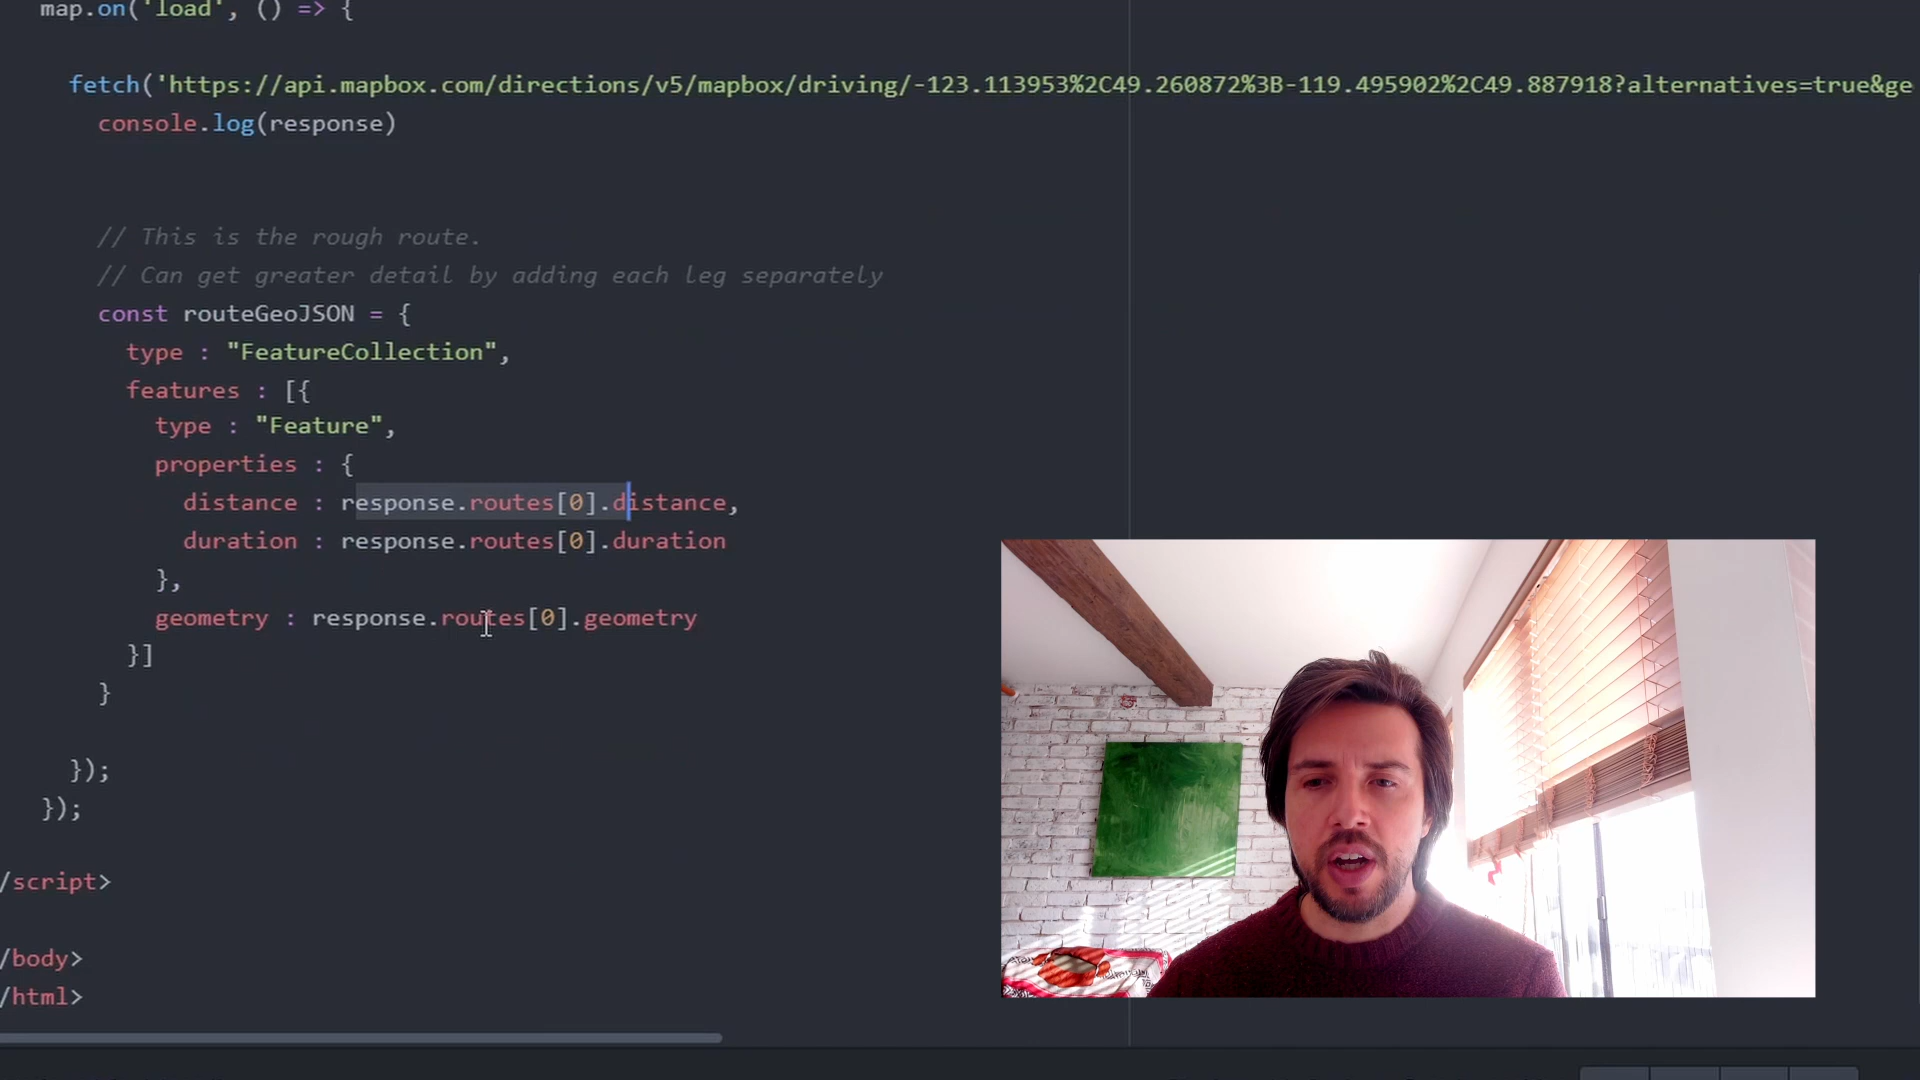 map.on('load', () => {
fetch('https://api.mapbox.com/directions/v5/mapbox/driving/-123.113953%2C49.260872%3B-119.495902%2C49.887918?alternatives=true&ge
console.log(response)
// This is the rough route.
// Can get greater detail by adding each leg separately
const routeGeoJSON = {
type : "FeatureCollection",
features : [{
type : "Feature",
properties : {
distance : response.routes[0].distance,
duration : response.routes[0].duration
},
geometry : response.routes[0].geometry
}]
}
});
});
/script>
/body>
/html>